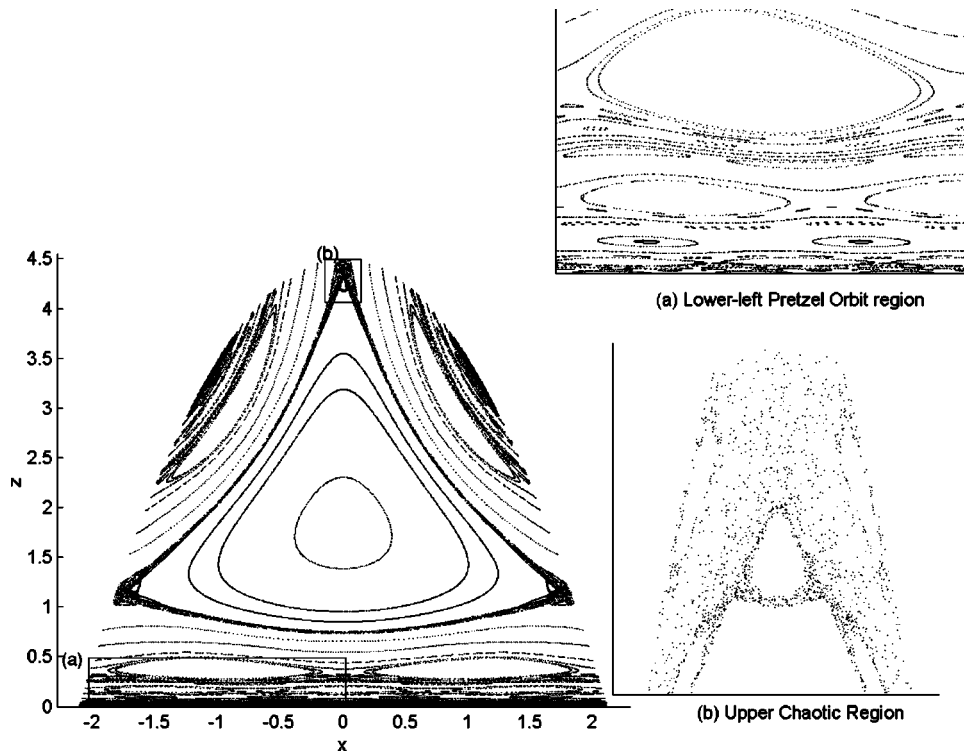 (a) Lower-left Pretzel Orbit region
(b)
4.5
4
3.5
3
2.5
z
2
1.5
1
0.5
(a)
0
-2 -1.5 -1 -0.5 0 0.5 1 1.5 2
x
(b) Upper Chaotic Region